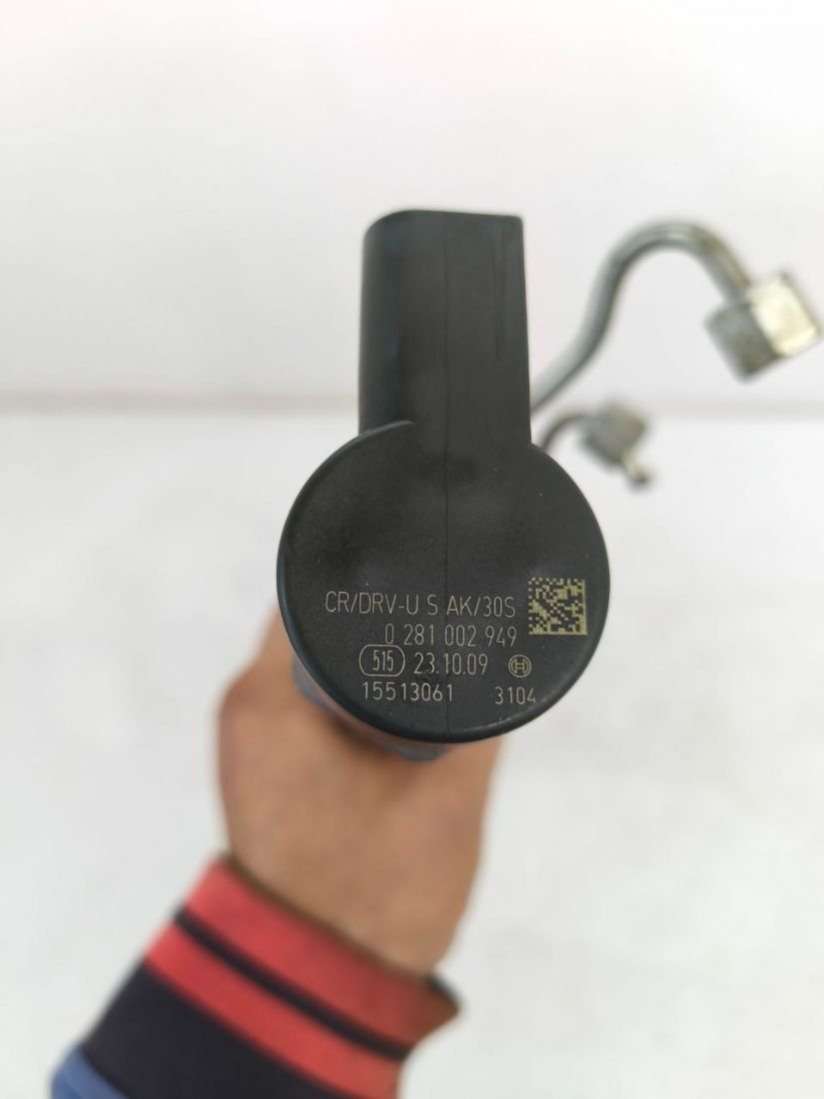 CR/DRV-U S AK/30S
0 281 002 949
515 23.10.09
15513061 3104